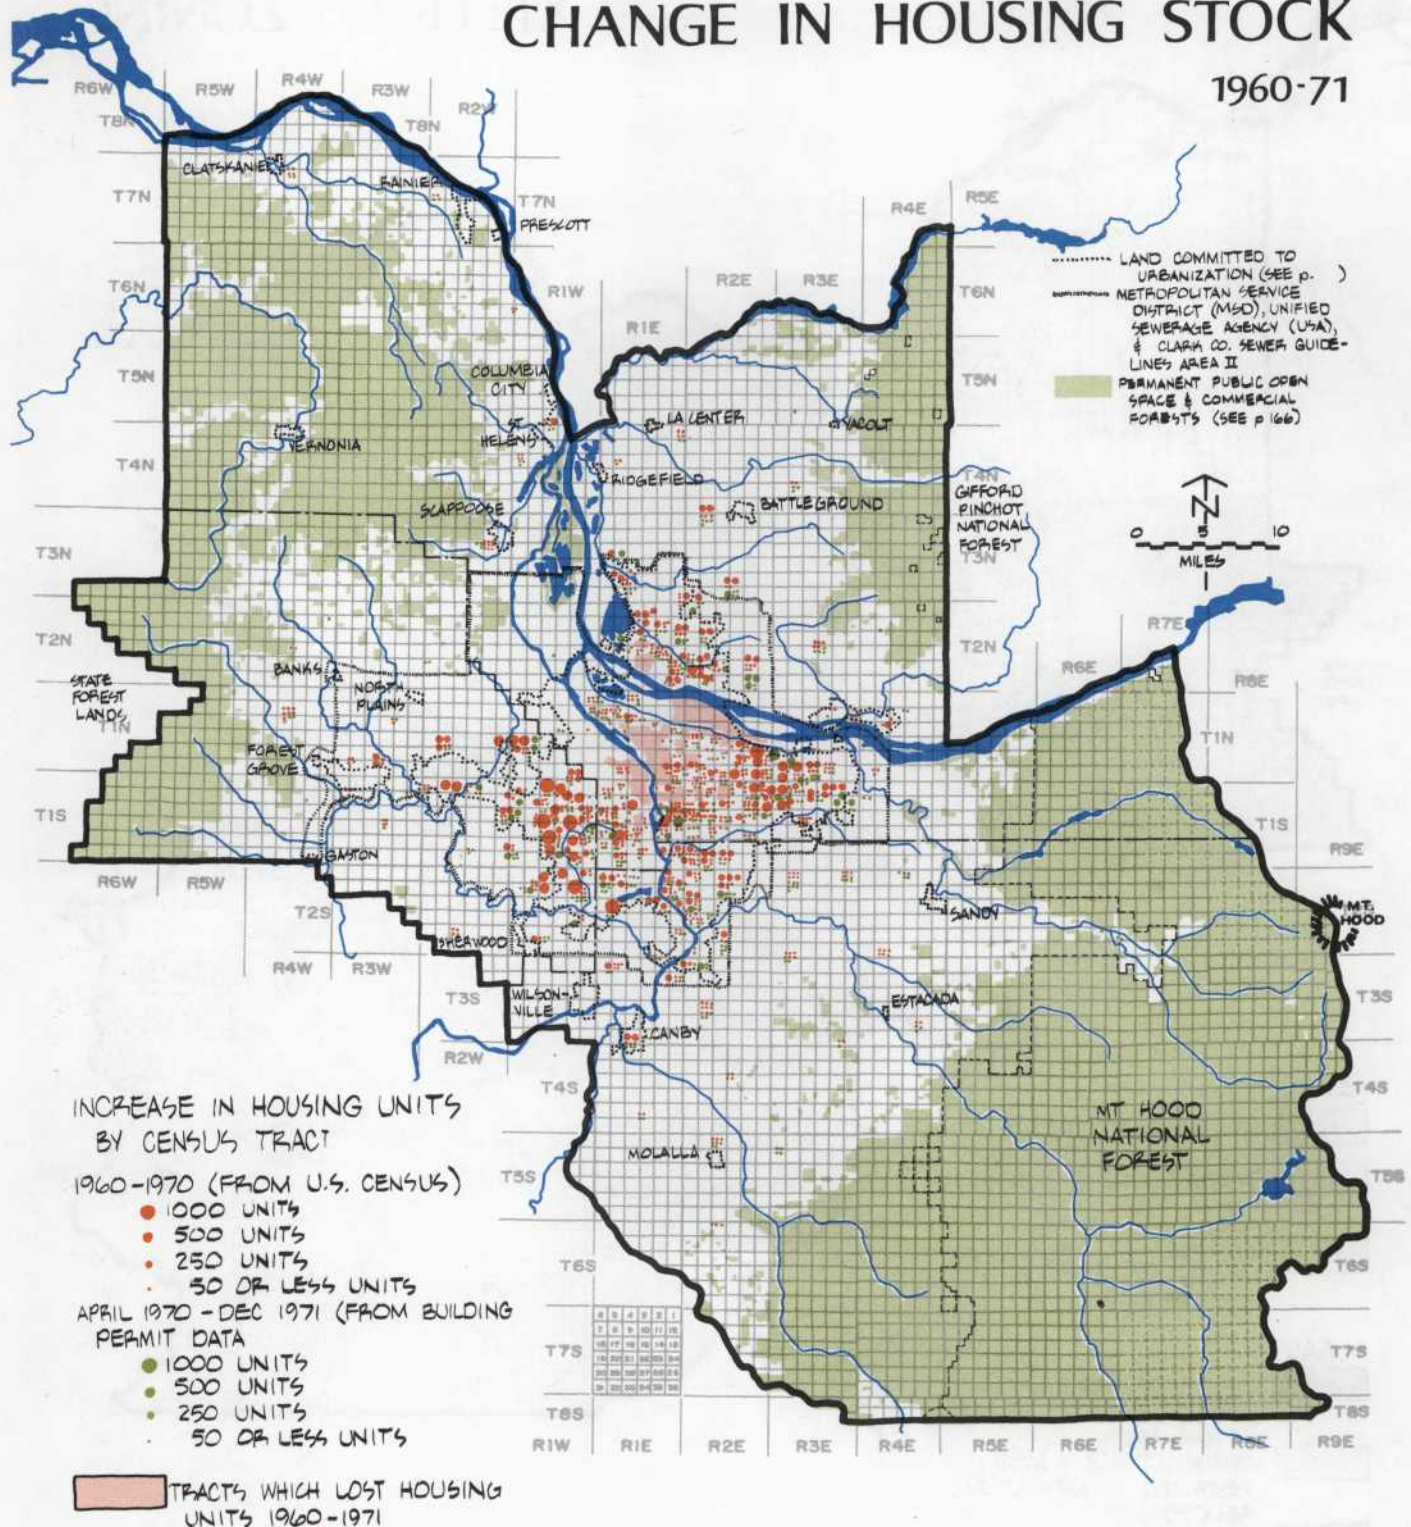 CHANGE IN HOUSING STOCK
1960-71
R6W
R5W
R4W
R3W
R2W
T8N
T8N
CLATSKANIE
RAINIER
T7N
T7N
PRESCOTT
R4E
R5E
LAND COMMITTED TO
URBANIZATION (SEE p. )
METROPOLITAN SERVICE
DISTRICT (MSD), UNIFIED
SEWERAGE AGENCY (USA),
& CLARK CO. SEWER GUIDE-
LINES AREA II
PERMANENT PUBLIC OPEN
SPACE & COMMERCIAL
FORESTS (SEE p 166)
T6N
R1W
R2E
R3E
T6N
R1E
T5N
COLUMBIA
CITY
T5N
ST
HELENS
LA CENTER
YACOLT
VERNONIA
T4N
RIDGEFIELD
T4N
SCAPPOOSE
BATTLEGROUND
GIFFORD
PINCHOT
NATIONAL
FOREST
N
0 5 10
MILES
T3N
T3N
T2N
T2N
R7E
R6E
R8E
BANKS
NORTH
PLAINS
STATE
FOREST
LANDS
T1N
T1N
FOREST
GROVE
T1S
T1S
GASTON
R9E
R6W
R5W
T2S
SANDY
MT.
HOOD
SHERWOOD
R4W
R3W
T3S
WILSON-
VILLE
ESTACADA
T3S
CANBY
R2W
T4S
T4S
INCREASE IN HOUSING UNITS
BY CENSUS TRACT
MT HOOD
NATIONAL
FOREST
MOLALLA
1960-1970 (FROM U.S. CENSUS)
T5S
T5S
1000 UNITS
500 UNITS
250 UNITS
50 OR LESS UNITS
T6S
T6S
APRIL 1970 - DEC 1971 (FROM BUILDING
PERMIT DATA
1000 UNITS
500 UNITS
250 UNITS
50 OR LESS UNITS
T7S
T7S
T8S
T8S
R1W
R1E
R2E
R3E
R4E
R5E
R6E
R7E
R8E
R9E
TRACTS WHICH LOST HOUSING
UNITS 1960-1971